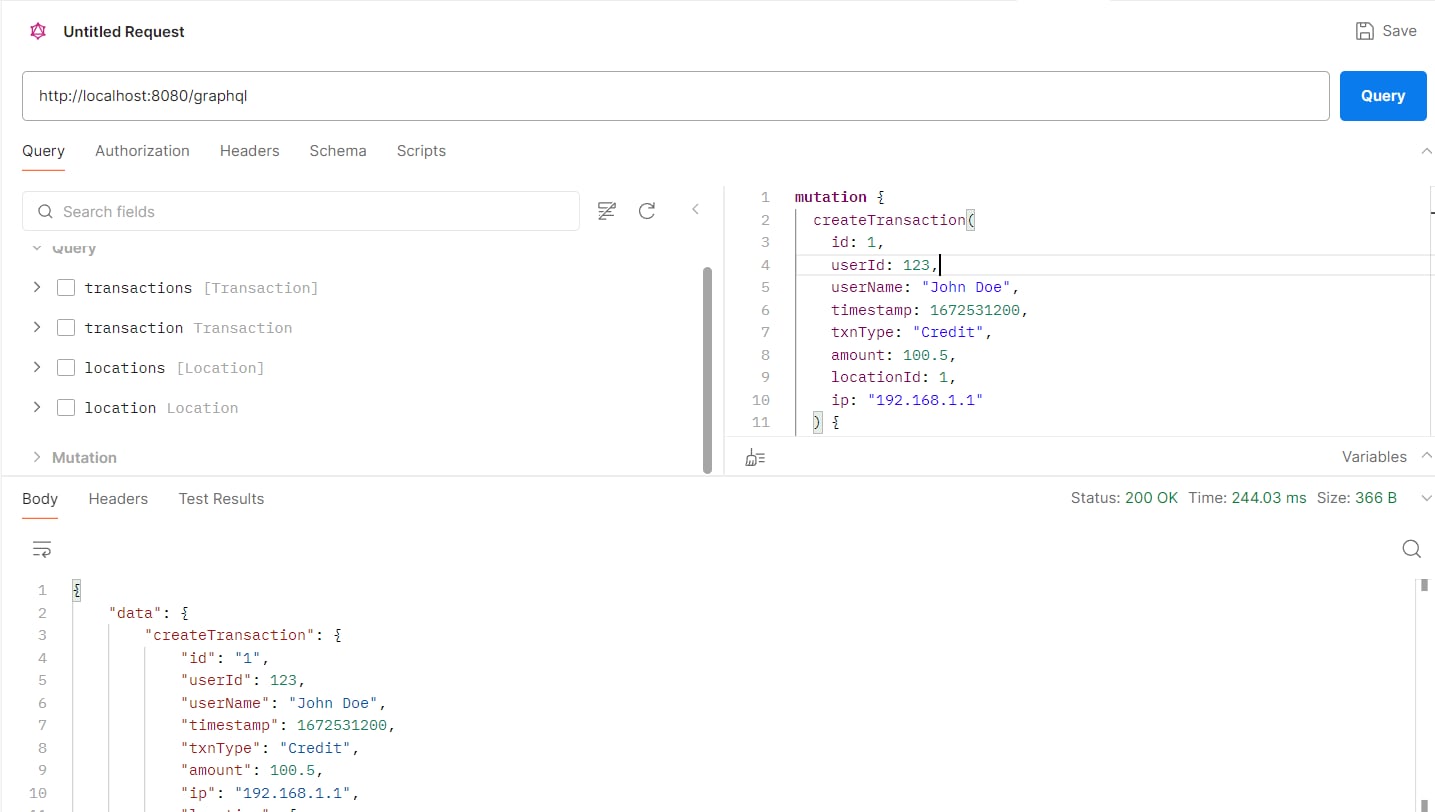 Untitled Request
Save
http://localhost:8080/graphql
Query
Query Authorization Headers Schema Scripts
Search fields
Query
transactions [Transaction]
transaction Transaction
locations [Location]
location Location
Mutation
1 mutation {
2 createTransaction(
3 id: 1,
4 userId: 123,
5 userName: "John Doe",
6 timestamp: 1672531200,
7 txnType: "Credit",
8 amount: 100.5,
9 locationId: 1,
10 ip: "192.168.1.1"
11 ) {
Variables
Body Headers Test Results
Status: 200 OK Time: 244.03 ms Size: 366 B
1 {
2 "data": {
3 "createTransaction": {
4 "id": "1",
5 "userId": 123,
6 "userName": "John Doe",
7 "timestamp": 1672531200,
8 "txnType": "Credit",
9 "amount": 100.5,
10 "ip": "192.168.1.1",